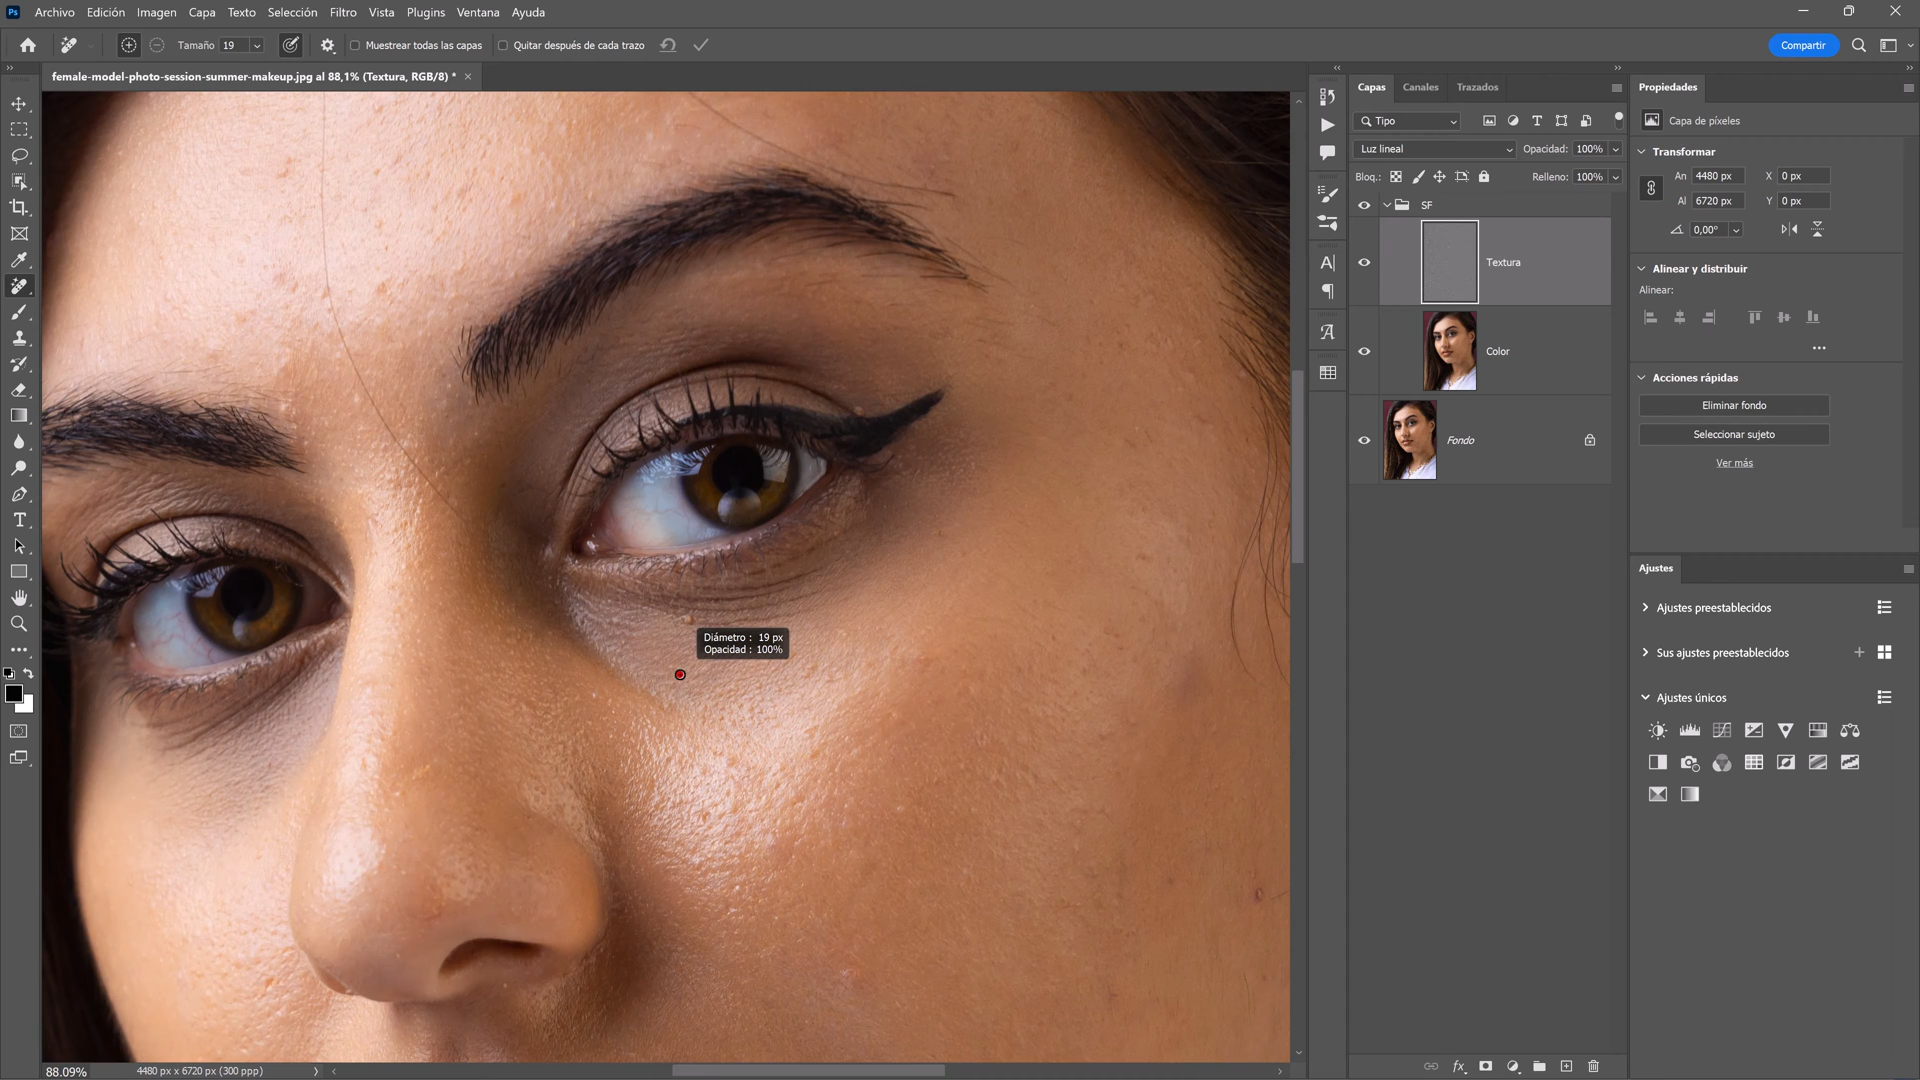 Ps Archivo Edición Imagen Capa Texto Selección Filtro Vista Plugins Ventana Ayuda
Tamaño 19 Muestrear todas las capas Quitar después de cada trazo Compartir
female-model-photo-session-summer-makeup.jpg al 88,1% (Textura, RGB/8) *
Capas Canales Trazados
Tipo
Luz lineal Opacidad: 100%
Bloq.: Relleno: 100%
SF
Textura
Color
Fondo
Propiedades
Capa de píxeles
Transformar
An 4480 px X 0 px
Al 6720 px Y 0 px
0,00°
Alinear y distribuir
Alinear:
Acciones rápidas
Eliminar fondo
Seleccionar sujeto
Ver más
Ajustes
Ajustes preestablecidos
Sus ajustes preestablecidos
Ajustes únicos
Diámetro : 19 px
Opacidad : 100%
88.09% 4480 px x 6720 px (300 ppp)